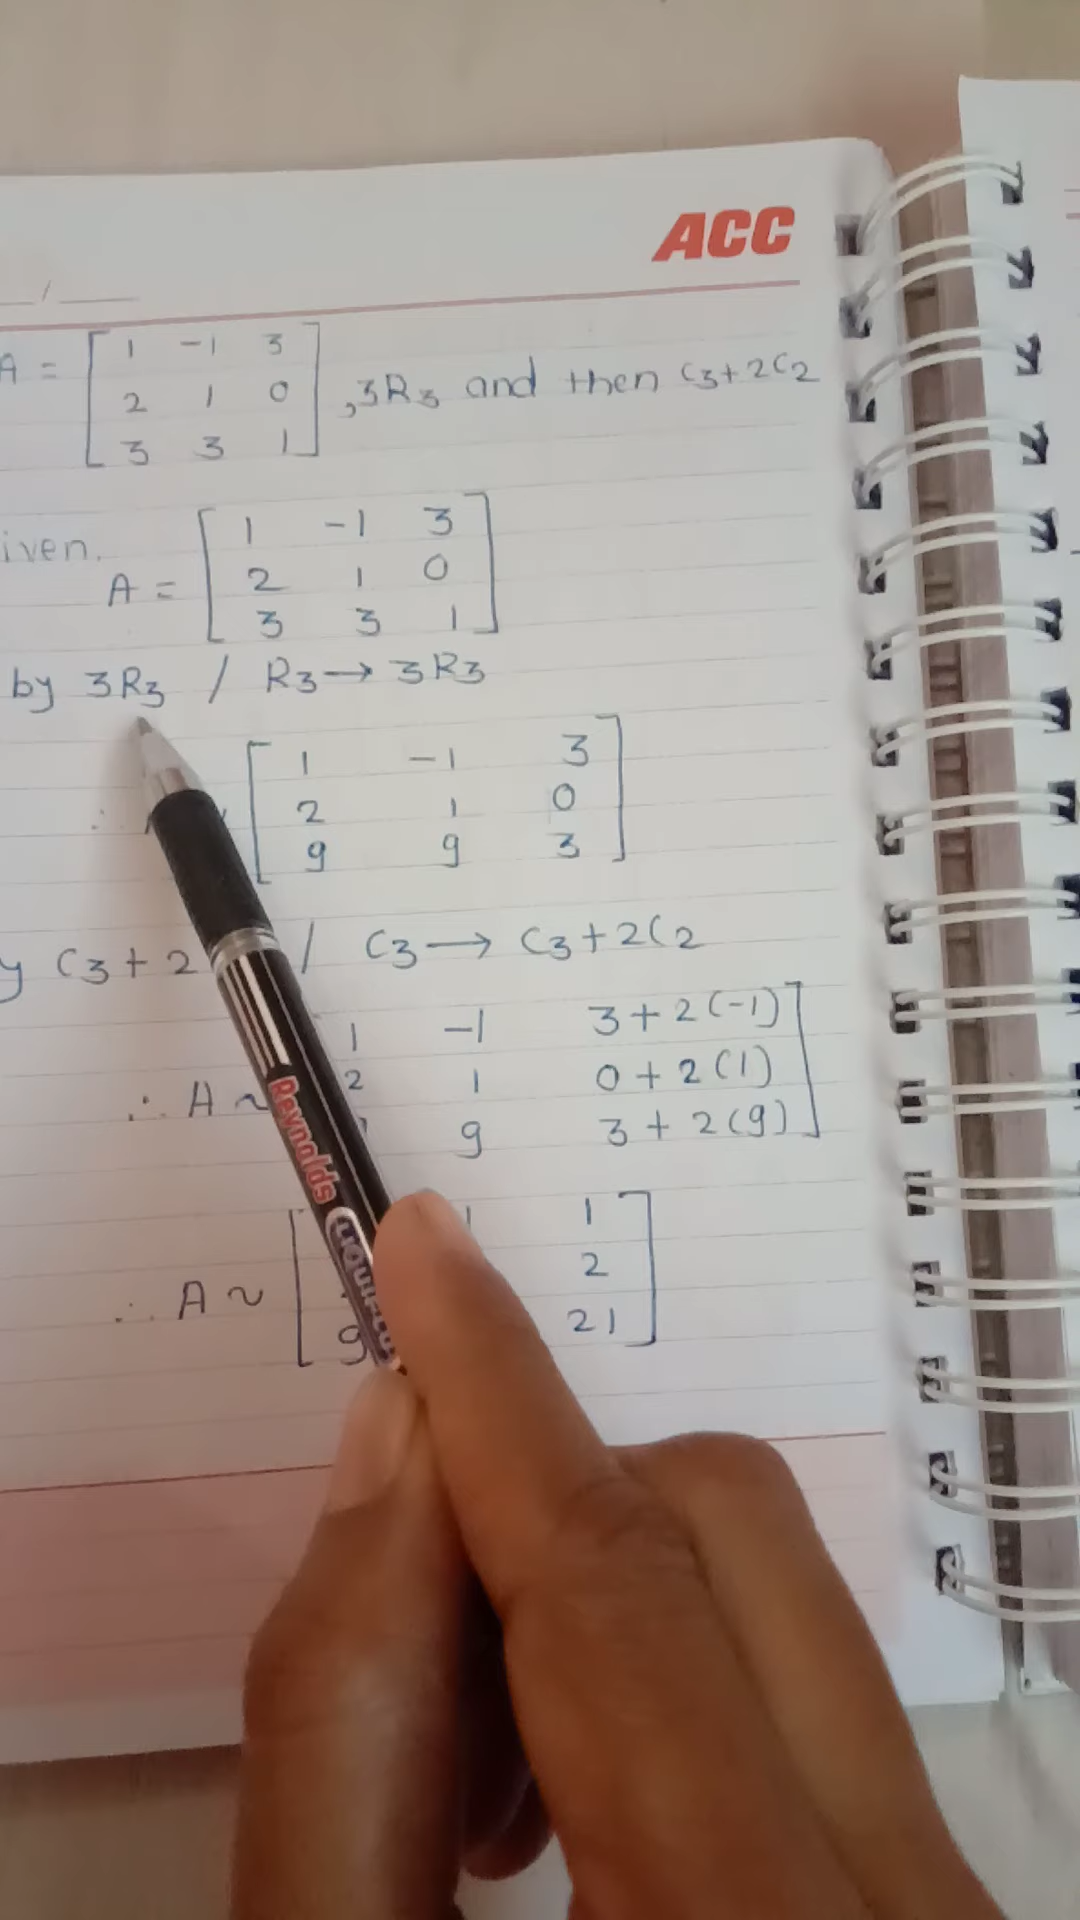 ACC
/
A = [ 1 -1 3
2 1 0
3 3 1 ] , 3R3 and then C3+2C2
iven.
A = [ 1 -1 3
2 1 0
3 3 1 ]
by 3R3 / R3 → 3R3
[ 1 -1 3
2 1 0
9 9 3 ]
y C3+2 / C3 → C3+2C2
∴ A ~ 1 -1 3+2(-1)
2 1 0+2(1)
9 3+2(9) ]
∴ A ~ [ 1 1
2
9 21 ]
Reynolds